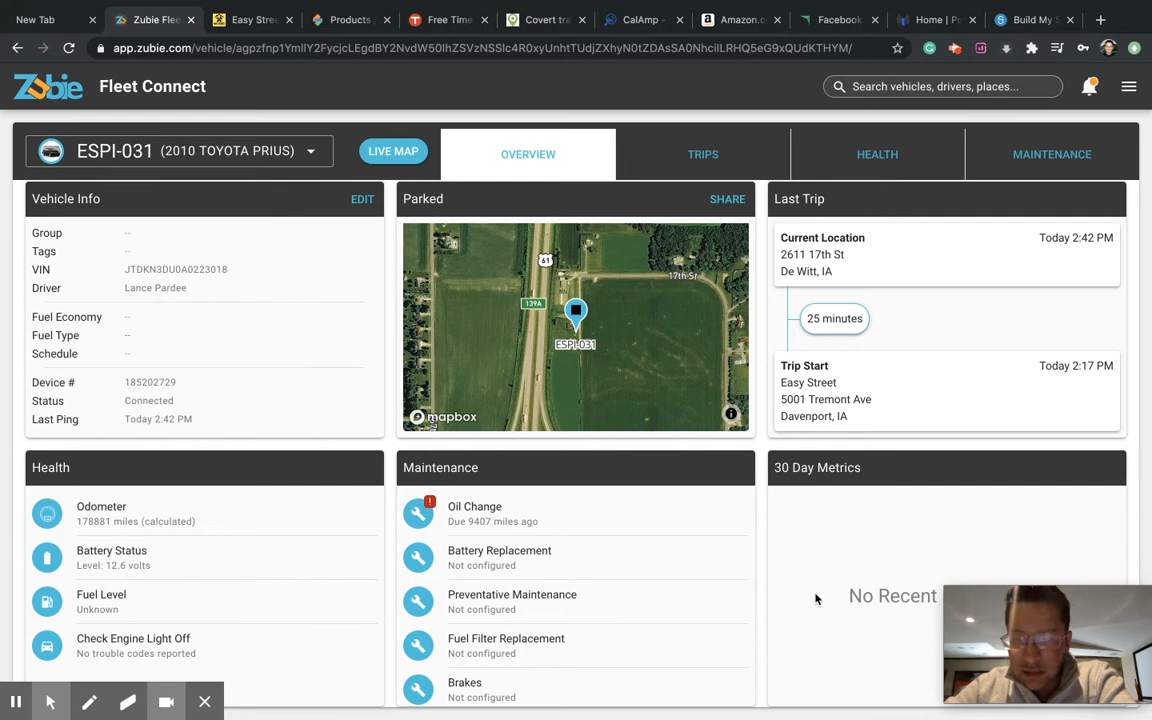 New Tab
Zubie Flee
Easy Stree
Products /
Free Time
Covert tra
CalAmp -
Amazon.c
Facebook
Home | Po
Build My S
Fleet Connect
Zubie
Search vehicles, drivers, places...
ESPI-031 (2010 TOYOTA PRIUS)
LIVE MAP
OVERVIEW
TRIPS
HEALTH
MAINTENANCE
Vehicle Info
EDIT
Group --
Tags --
VIN JTDKN3DU0A0223018
Driver Lance Pardee
Fuel Economy --
Fuel Type --
Schedule --
Device # 185202729
Status Connected
Last Ping Today 2:42 PM
Parked
SHARE
61
17th St
139A
ESPI-031
mapbox
Last Trip
Current Location Today 2:42 PM
2611 17th St
De Witt, IA
25 minutes
Trip Start Today 2:17 PM
Easy Street
5001 Tremont Ave
Davenport, IA
Health
Odometer
178881 miles (calculated)
Battery Status
Level: 12.6 volts
Fuel Level
Unknown
Check Engine Light Off
No trouble codes reported
Maintenance
Oil Change
Due 9407 miles ago
Battery Replacement
Not configured
Preventative Maintenance
Not configured
Fuel Filter Replacement
Not configured
Brakes
Not configured
30 Day Metrics
No Recent